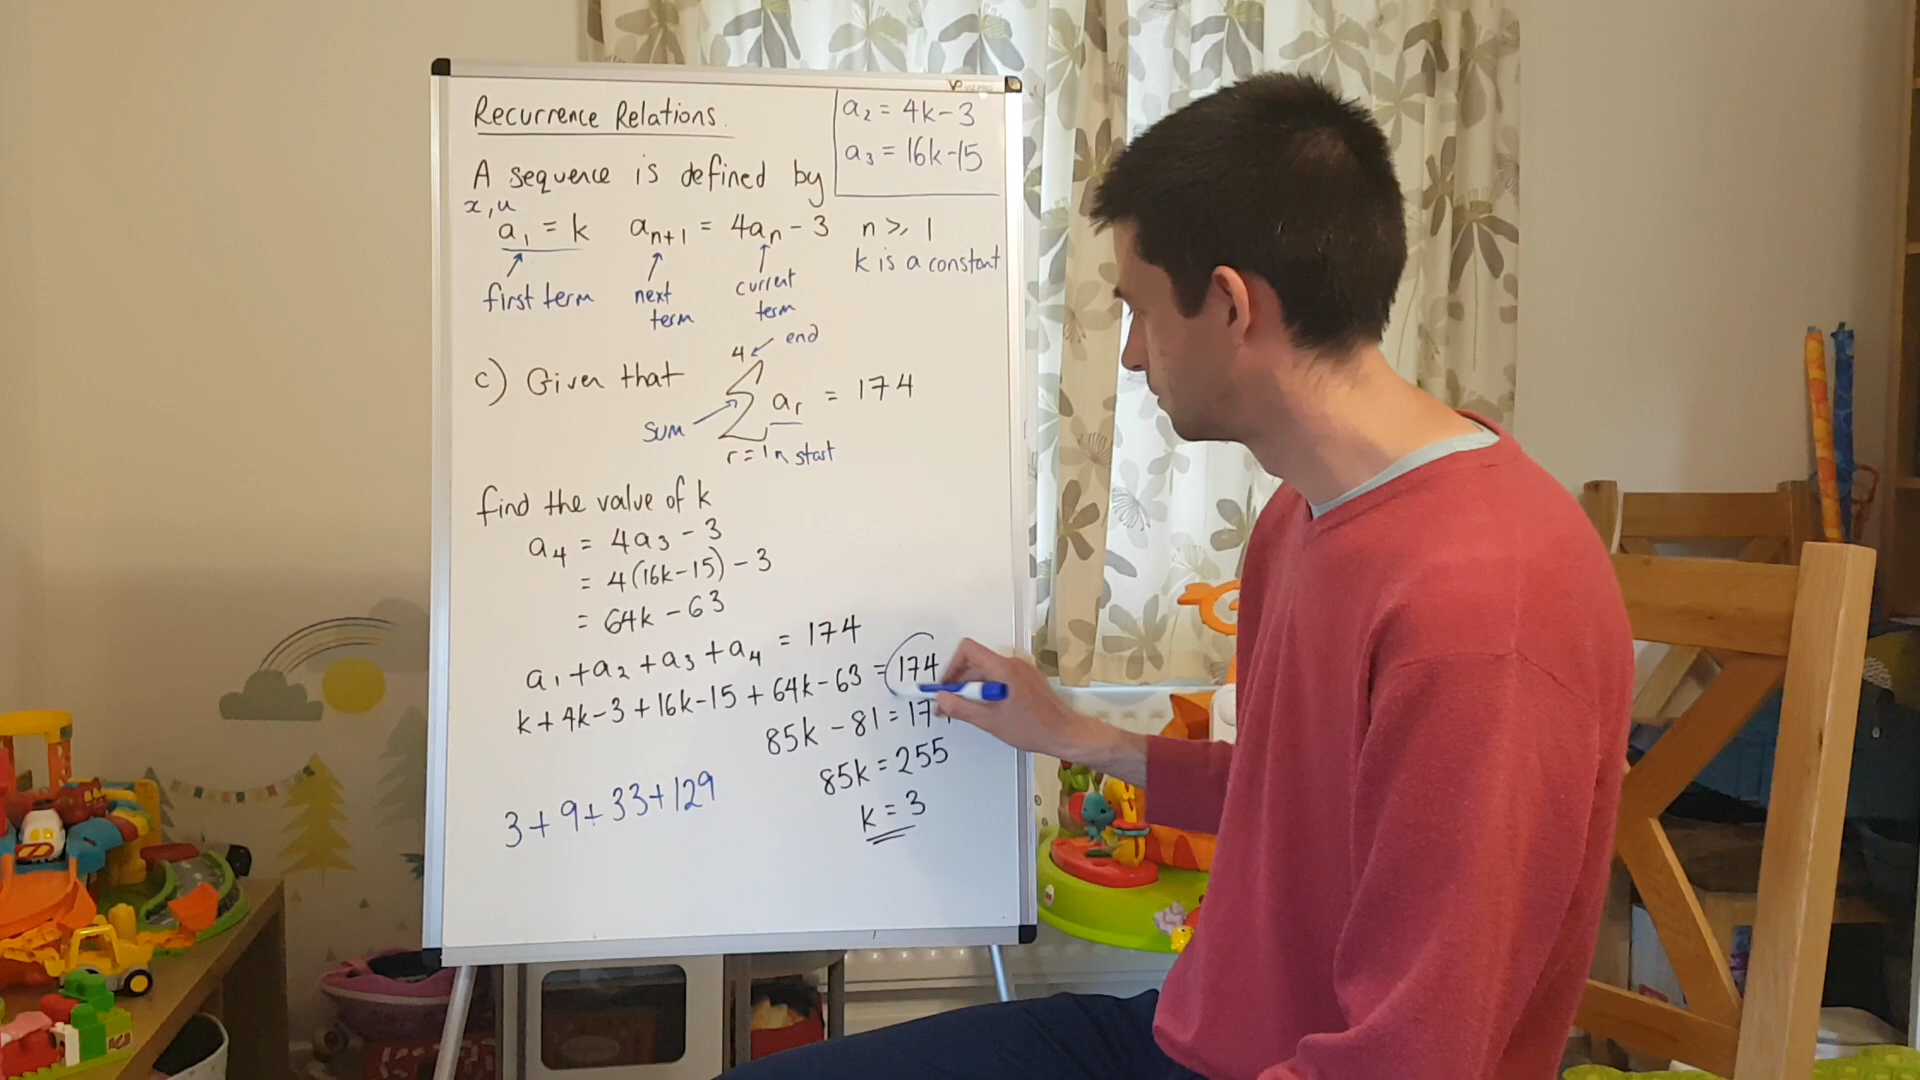 Recurrence Relations.
a₂ = 4k - 3
a₃ = 16k - 15
A sequence is defined by
x, u
a₁ = k   aₙ₊₁ = 4aₙ - 3   n ⩾ 1
k is a constant
first term   next term   current term
end
4
c) Given that Σ aᵣ = 174
sum
r = 1 start
find the value of k
a₄ = 4a₃ - 3
= 4(16k - 15) - 3
= 64k - 63
a₁ + a₂ + a₃ + a₄ = 174
k + 4k - 3 + 16k - 15 + 64k - 63 = 174
85k - 81 = 174
85k = 255
k = 3
3 + 9 + 33 + 129